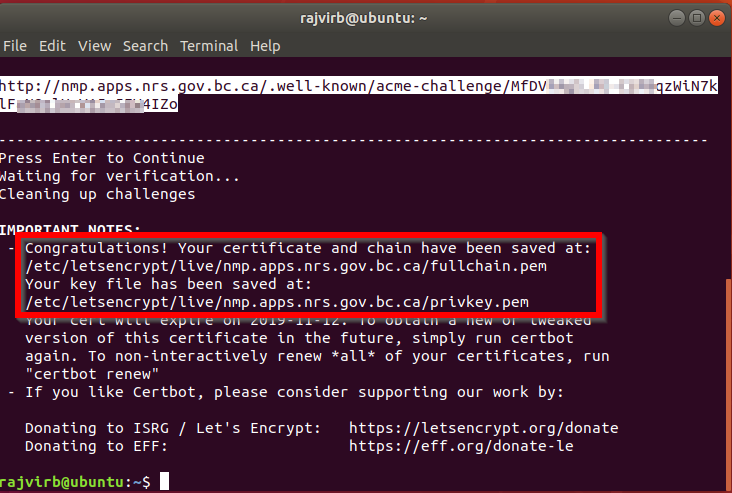 rajvirb@ubuntu: ~
File Edit View Search Terminal Help
http://nmp.apps.nrs.gov.bc.ca/.well-known/acme-challenge/MfDV qzWiN7k
lF 4IZo
-------------------------------------------------------------------------------
Press Enter to Continue
Waiting for verification...
Cleaning up challenges
IMPORTANT NOTES:
- Congratulations! Your certificate and chain have been saved at:
/etc/letsencrypt/live/nmp.apps.nrs.gov.bc.ca/fullchain.pem
Your key file has been saved at:
/etc/letsencrypt/live/nmp.apps.nrs.gov.bc.ca/privkey.pem
Your cert will expire on 2019-11-12. To obtain a new or tweaked
version of this certificate in the future, simply run certbot
again. To non-interactively renew *all* of your certificates, run
"certbot renew"
- If you like Certbot, please consider supporting our work by:
Donating to ISRG / Let's Encrypt: https://letsencrypt.org/donate
Donating to EFF: https://eff.org/donate-le
rajvirb@ubuntu:~$